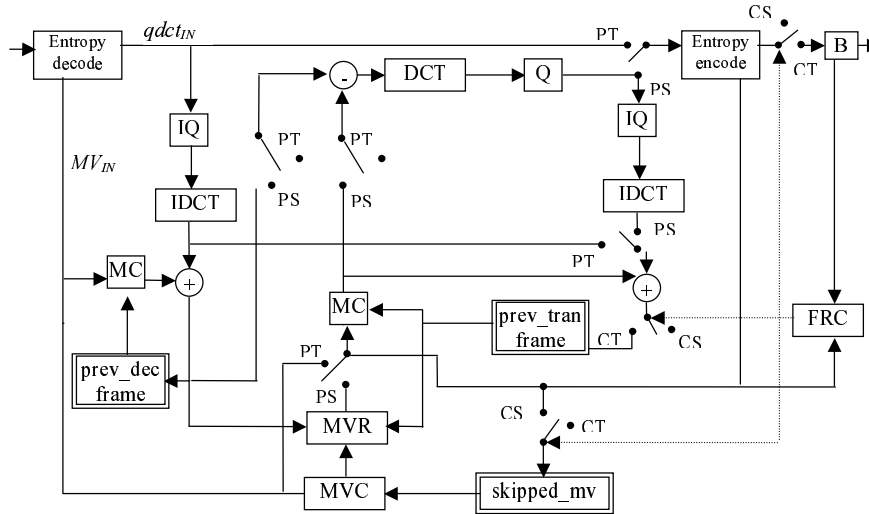 CS
qdct_IN
PT
Entropy
decode
Entropy
encode
B
CT
-
DCT
Q
PS
IQ
IQ
PT
PT
MV_IN
PS
PS
IDCT
IDCT
PS
PT
MC
+
+
MC
prev_tran
frame
FRC
CT
CS
PT
prev_dec
frame
PS
CS
CT
MVR
MVC
skipped_mv